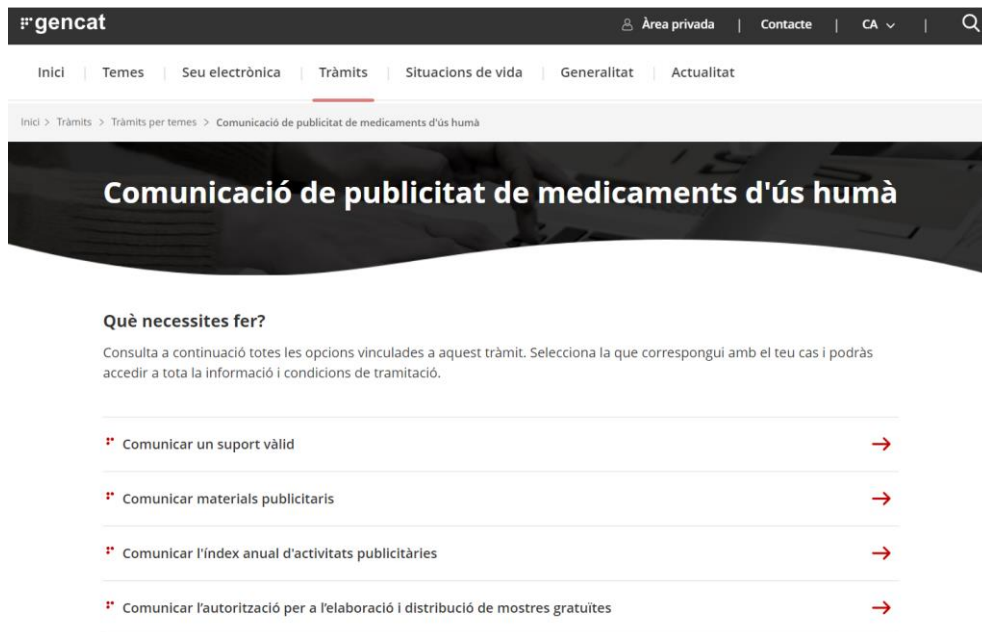 gencat
Àrea privada | Contacte | CA |
Inici | Temes | Seu electrònica | Tràmits | Situacions de vida | Generalitat | Actualitat
Inici > Tràmits > Tràmits per temes > Comunicació de publicitat de medicaments d'ús humà
Comunicació de publicitat de medicaments d'ús humà
Què necessites fer?
Consulta a continuació totes les opcions vinculades a aquest tràmit. Selecciona la que correspongui amb el teu cas i podràs
accedir a tota la informació i condicions de tramitació.
Comunicar un suport vàlid
Comunicar materials publicitaris
Comunicar l'índex anual d'activitats publicitàries
Comunicar l’autorització per a l’elaboració i distribució de mostres gratuïtes